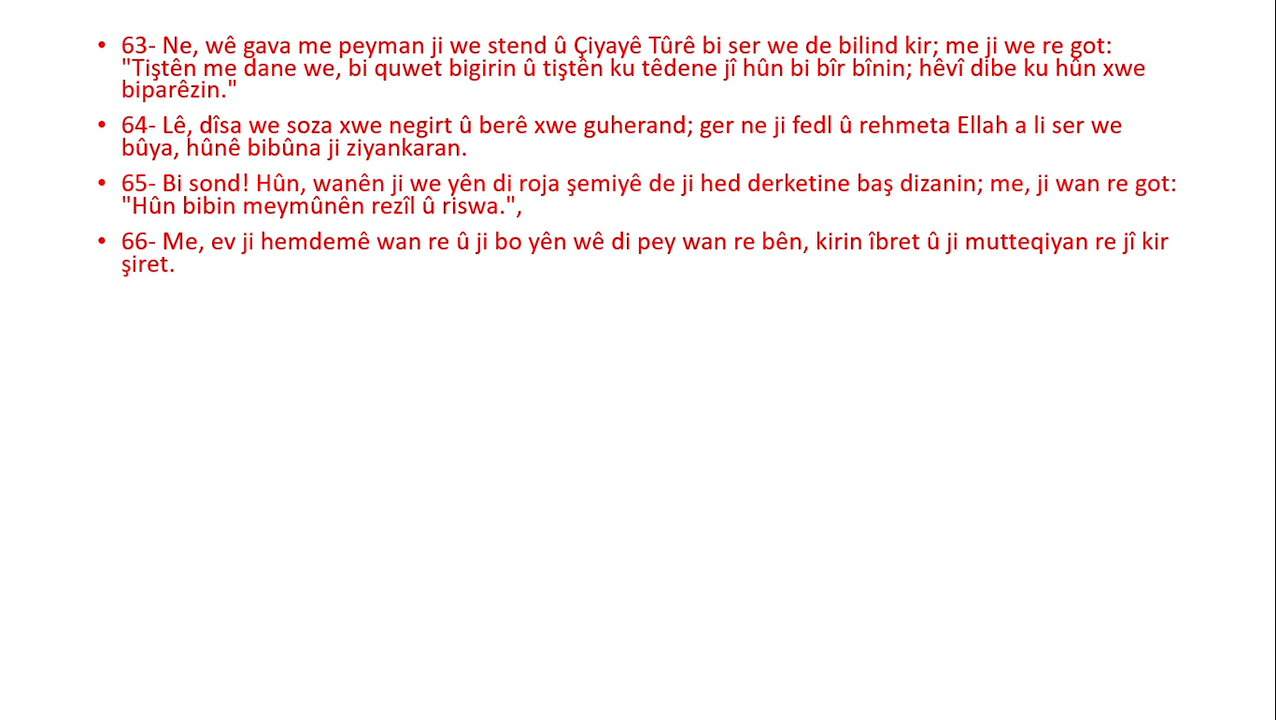 • 63- Ne, wê gava me peyman ji we stend û Çiyayê Tûrê bi ser we de bilind kir; me ji we re got:
"Tiştên me dane we, bi quwet bigirin û tiştên ku têdene jî hûn bi bîr bînin; hêvî dibe ku hûn xwe
biparêzin."
• 64- Lê, dîsa we soza xwe negirt û berê xwe guherand; ger ne ji fedl û rehmeta Ellah a li ser we
bûya, hûnê bibûna ji ziyankaran.
• 65- Bi sond! Hûn, wanên ji we yên di roja şemiyê de ji hed derketine baş dizanin; me, ji wan re got:
"Hûn bibin meymûnên rezîl û riswa.",
• 66- Me, ev ji hemdemê wan re û ji bo yên wê di pey wan re bên, kirin îbret û ji mutteqiyan re jî kir
şiret.